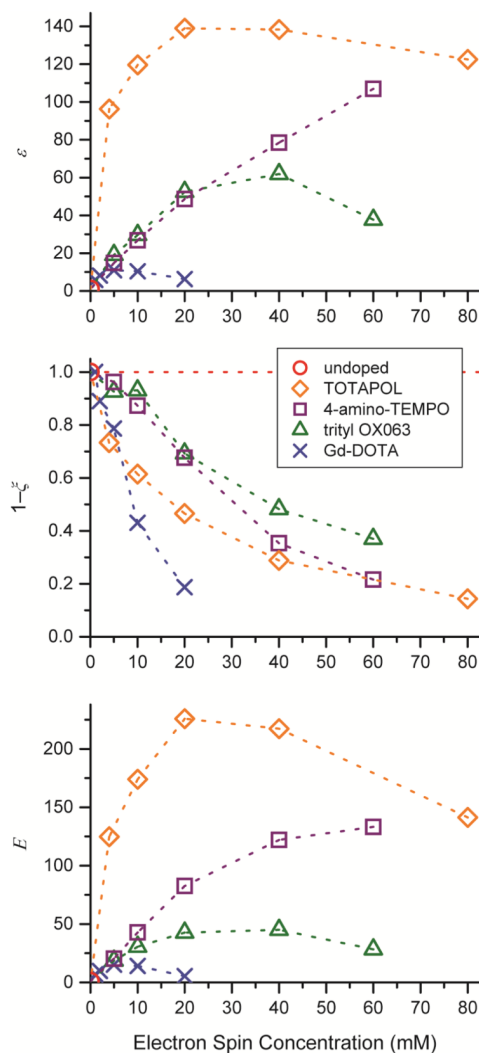 140
120
100
80
60
40
20
0
ε
0 10 20 30 40 50 60 70 80
1.0
0.8
0.6
0.4
0.2
0.0
1–ξ
undoped
TOTAPOL
4-amino-TEMPO
trityl OX063
Gd-DOTA
0 10 20 30 40 50 60 70 80
200
150
100
50
0
E
0 10 20 30 40 50 60 70 80
Electron Spin Concentration (mM)